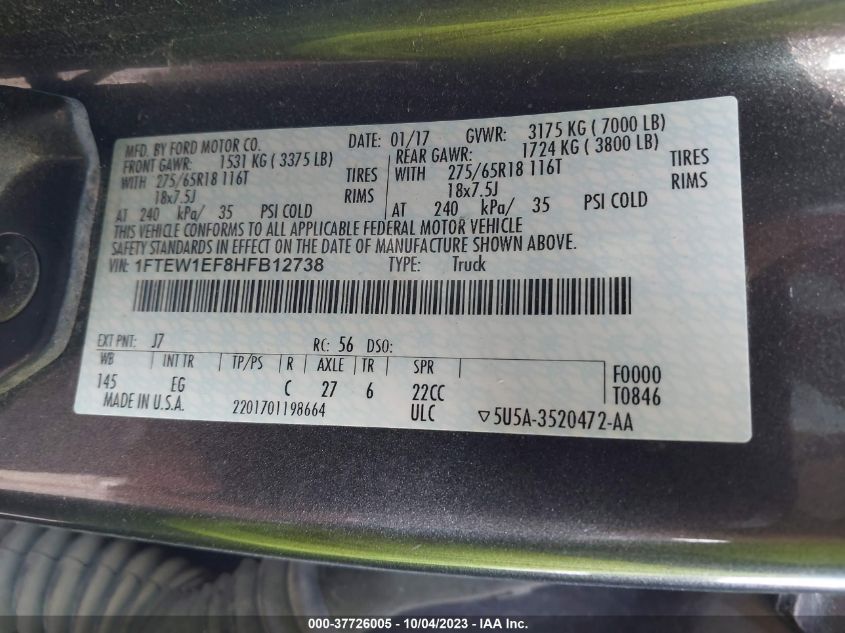 MFD. BY FORD MOTOR CO. DATE: 01/17 GVWR: 3175 KG ( 7000 LB)
FRONT GAWR: 1531 KG ( 3375 LB) REAR GAWR: 1724 KG ( 3800 LB)
WITH 275/65R18 116T TIRES WITH 275/65R18 116T TIRES
18x7.5J RIMS 18x7.5J RIMS
AT 240 kPa/ 35 PSI COLD AT 240 kPa/ 35 PSI COLD
THIS VEHICLE CONFORMS TO ALL APPLICABLE FEDERAL MOTOR VEHICLE
SAFETY STANDARDS IN EFFECT ON THE DATE OF MANUFACTURE SHOWN ABOVE.
VIN: 1FTEW1EF8HFB12738 TYPE: Truck
EXT PNT: J7 RC: 56 DSO:
WB INT TR TP/PS R AXLE TR SPR F0000
145 EG C 27 6 22CC T0846
MADE IN U.S.A. 2201701198664 ULC ▽5U5A-3520472-AA
000-37726005 - 10/04/2023 - IAA Inc.